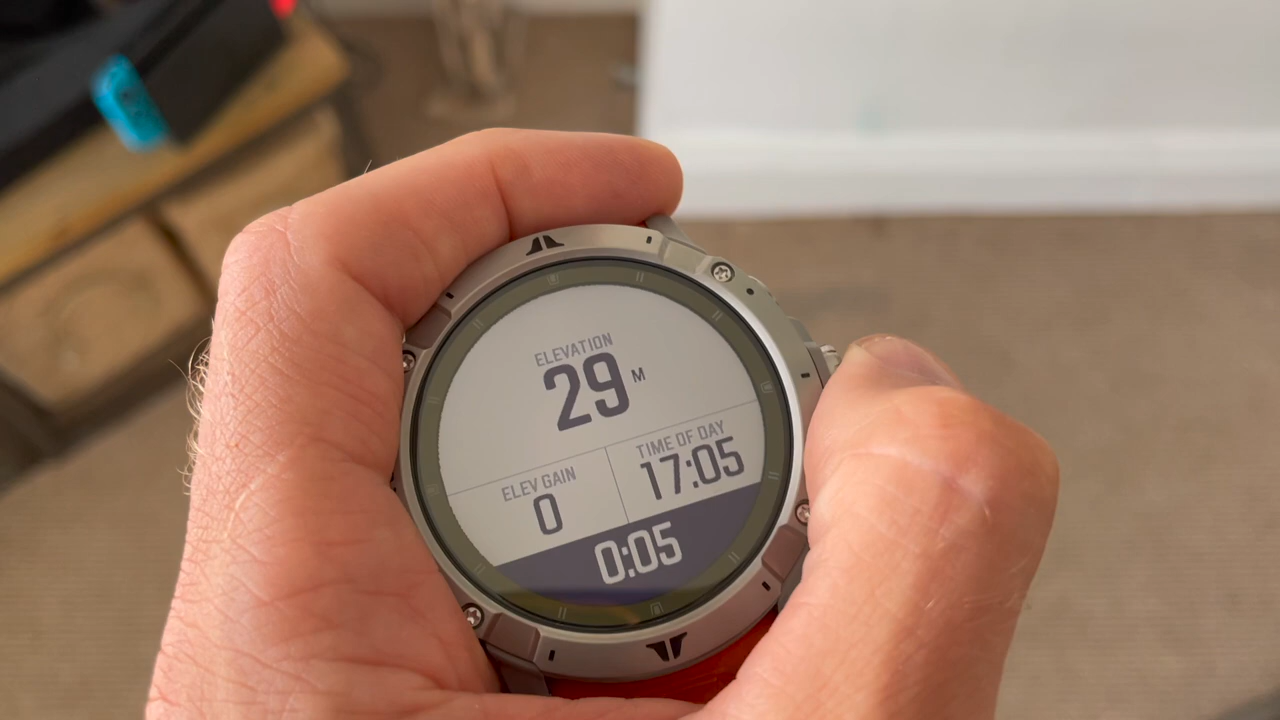 ELEVATION
29 M
ELEV GAIN
0
TIME OF DAY
17:05
0:05